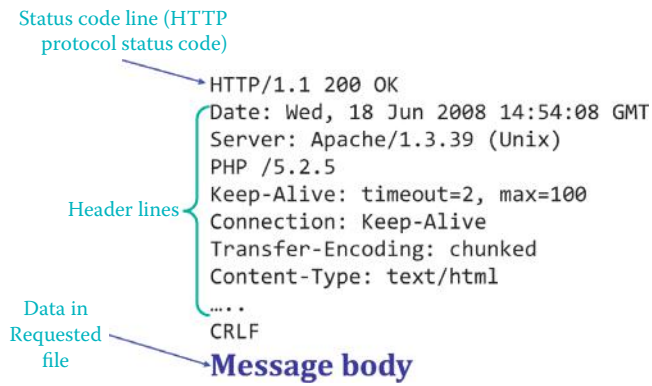 Status code line (HTTP
protocol status code)
HTTP/1.1 200 OK
Date: Wed, 18 Jun 2008 14:54:08 GMT
Server: Apache/1.3.39 (Unix)
PHP /5.2.5
Keep-Alive: timeout=2, max=100
Header lines
Connection: Keep-Alive
Transfer-Encoding: chunked
Content-Type: text/html
…..
CRLF
Data in
Requested
file
Message body